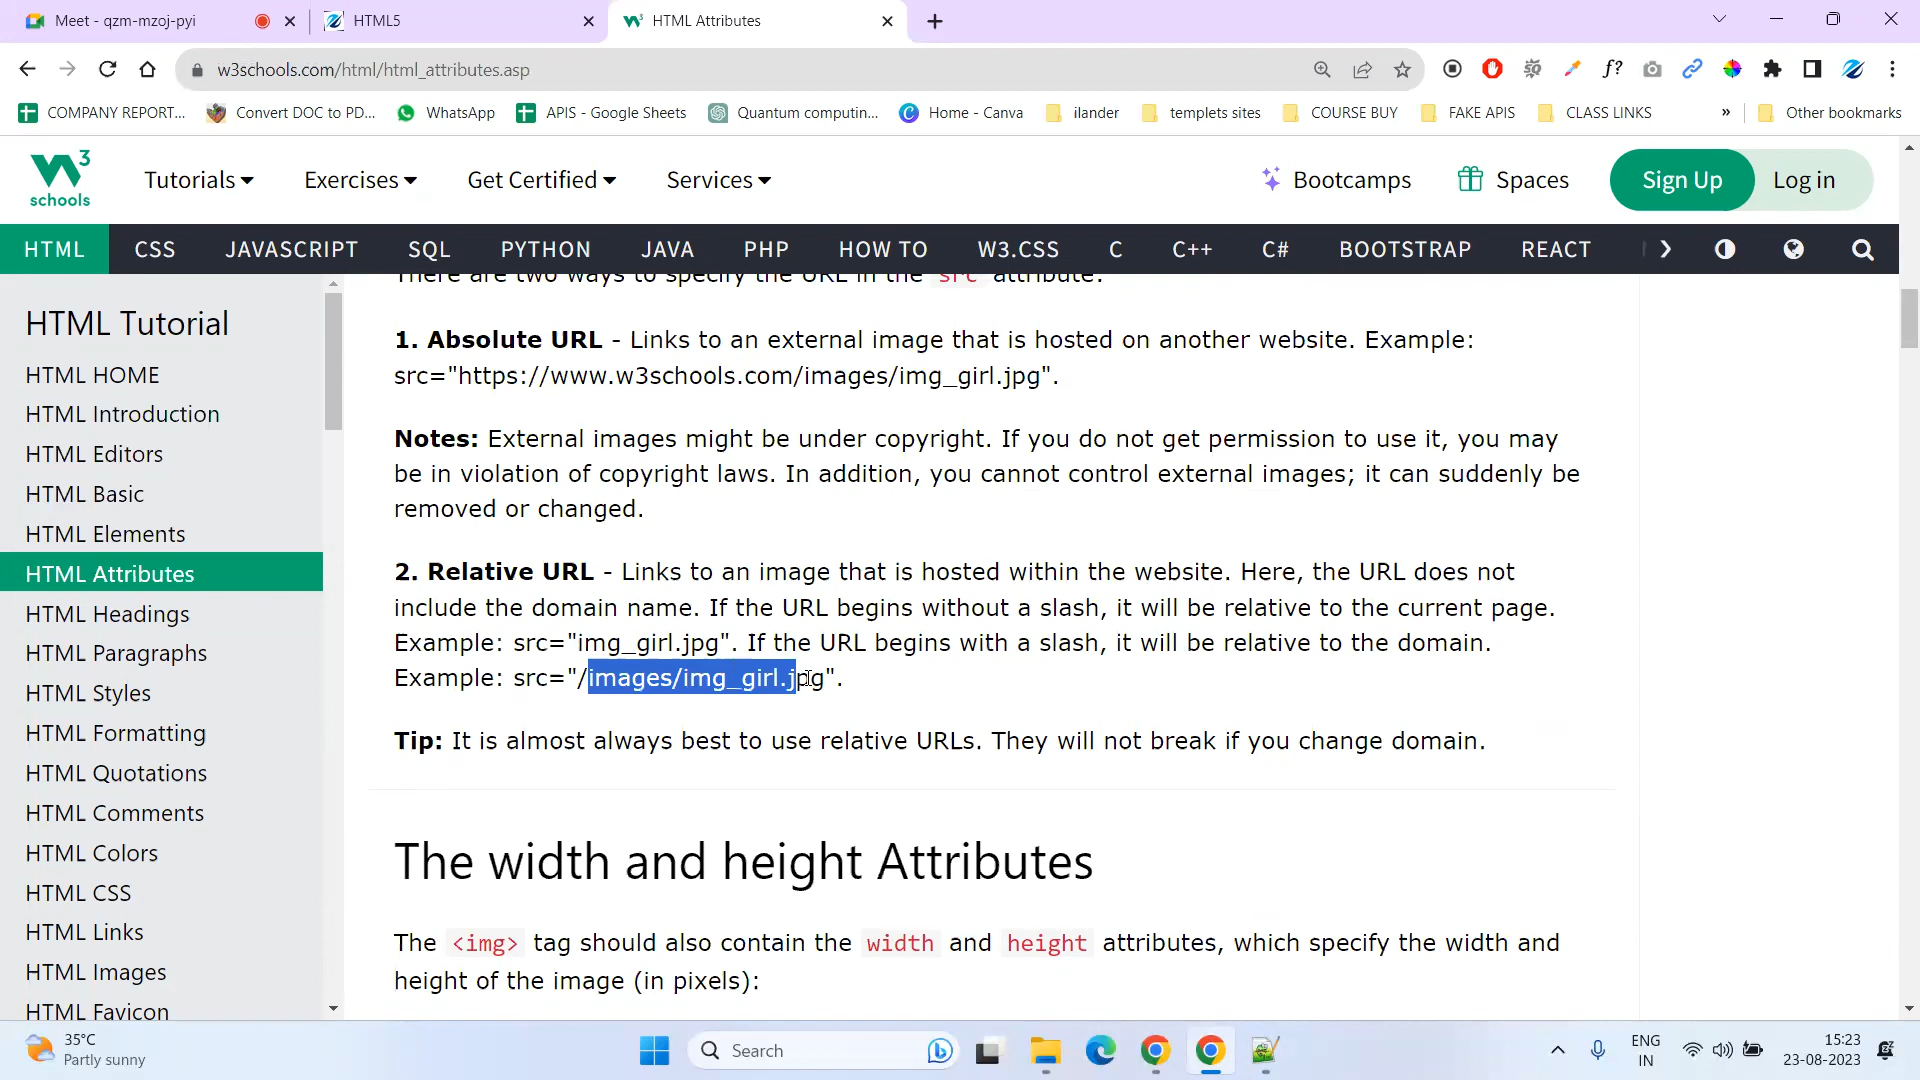 Meet - qzm-mzoj-pyi
HTML5
HTML Attributes
w3schools.com/html/html_attributes.asp
COMPANY REPORT...
Convert DOC to PD...
WhatsApp
APIS - Google Sheets
Quantum computin...
Home - Canva
ilander
templets sites
COURSE BUY
FAKE APIS
CLASS LINKS
»
Other bookmarks
W3
schools
Tutorials
Exercises
Get Certified
Services
Bootcamps
Spaces
Sign Up
Log in
HTML
CSS
JAVASCRIPT
SQL
PYTHON
JAVA
PHP
HOW TO
W3.CSS
C
C++
C#
BOOTSTRAP
REACT
HTML Tutorial
HTML HOME
HTML Introduction
HTML Editors
HTML Basic
HTML Elements
HTML Attributes
HTML Headings
HTML Paragraphs
HTML Styles
HTML Formatting
HTML Quotations
HTML Comments
HTML Colors
HTML CSS
HTML Links
HTML Images
HTML Favicon
There are two ways to specify the URL in the src attribute:
1. Absolute URL - Links to an external image that is hosted on another website. Example:
src="https://www.w3schools.com/images/img_girl.jpg".
Notes: External images might be under copyright. If you do not get permission to use it, you may
be in violation of copyright laws. In addition, you cannot control external images; it can suddenly be
removed or changed.
2. Relative URL - Links to an image that is hosted within the website. Here, the URL does not
include the domain name. If the URL begins without a slash, it will be relative to the current page.
Example: src="img_girl.jpg". If the URL begins with a slash, it will be relative to the domain.
Example: src="/images/img_girl.jpg".
Tip: It is almost always best to use relative URLs. They will not break if you change domain.
The width and height Attributes
The <img> tag should also contain the width and height attributes, which specify the width and
height of the image (in pixels):
35°C
Partly sunny
Search
ENG
IN
15:23
23-08-2023